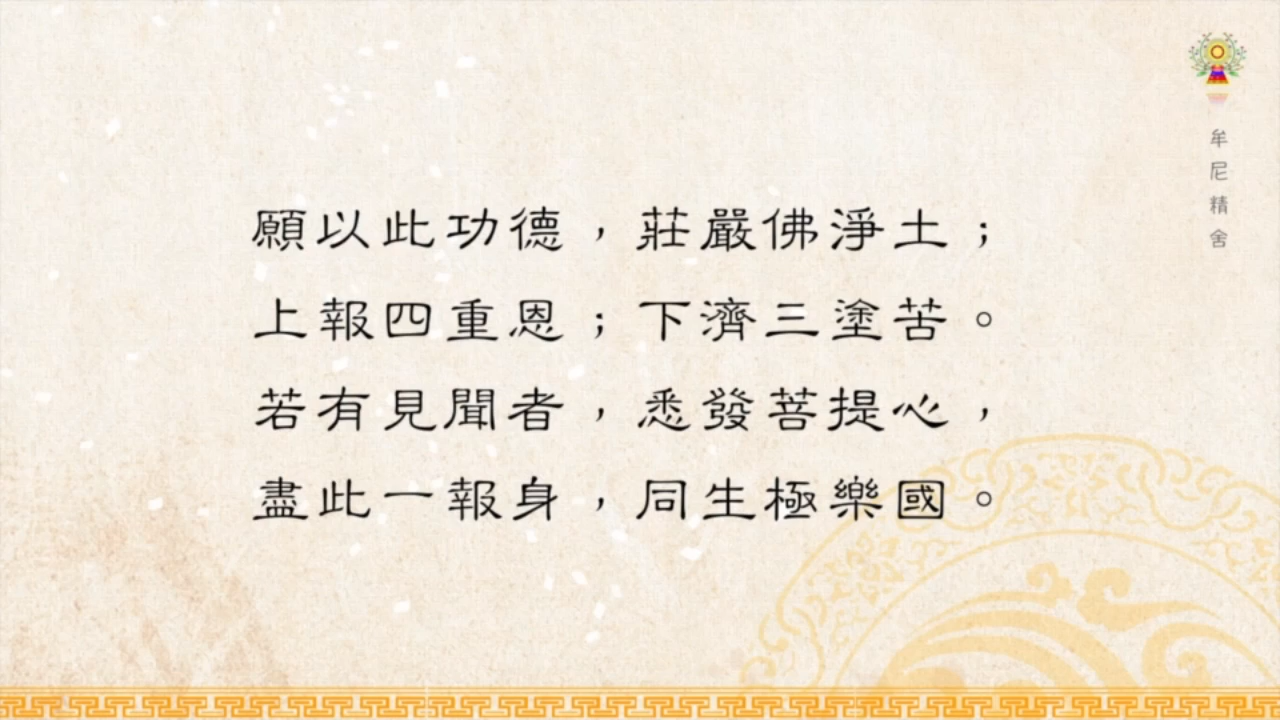 願以此功德，莊嚴佛淨土；
上報四重恩；下濟三塗苦。
若有見聞者，悉發菩提心，
盡此一報身，同生極樂國。
牟尼精舍